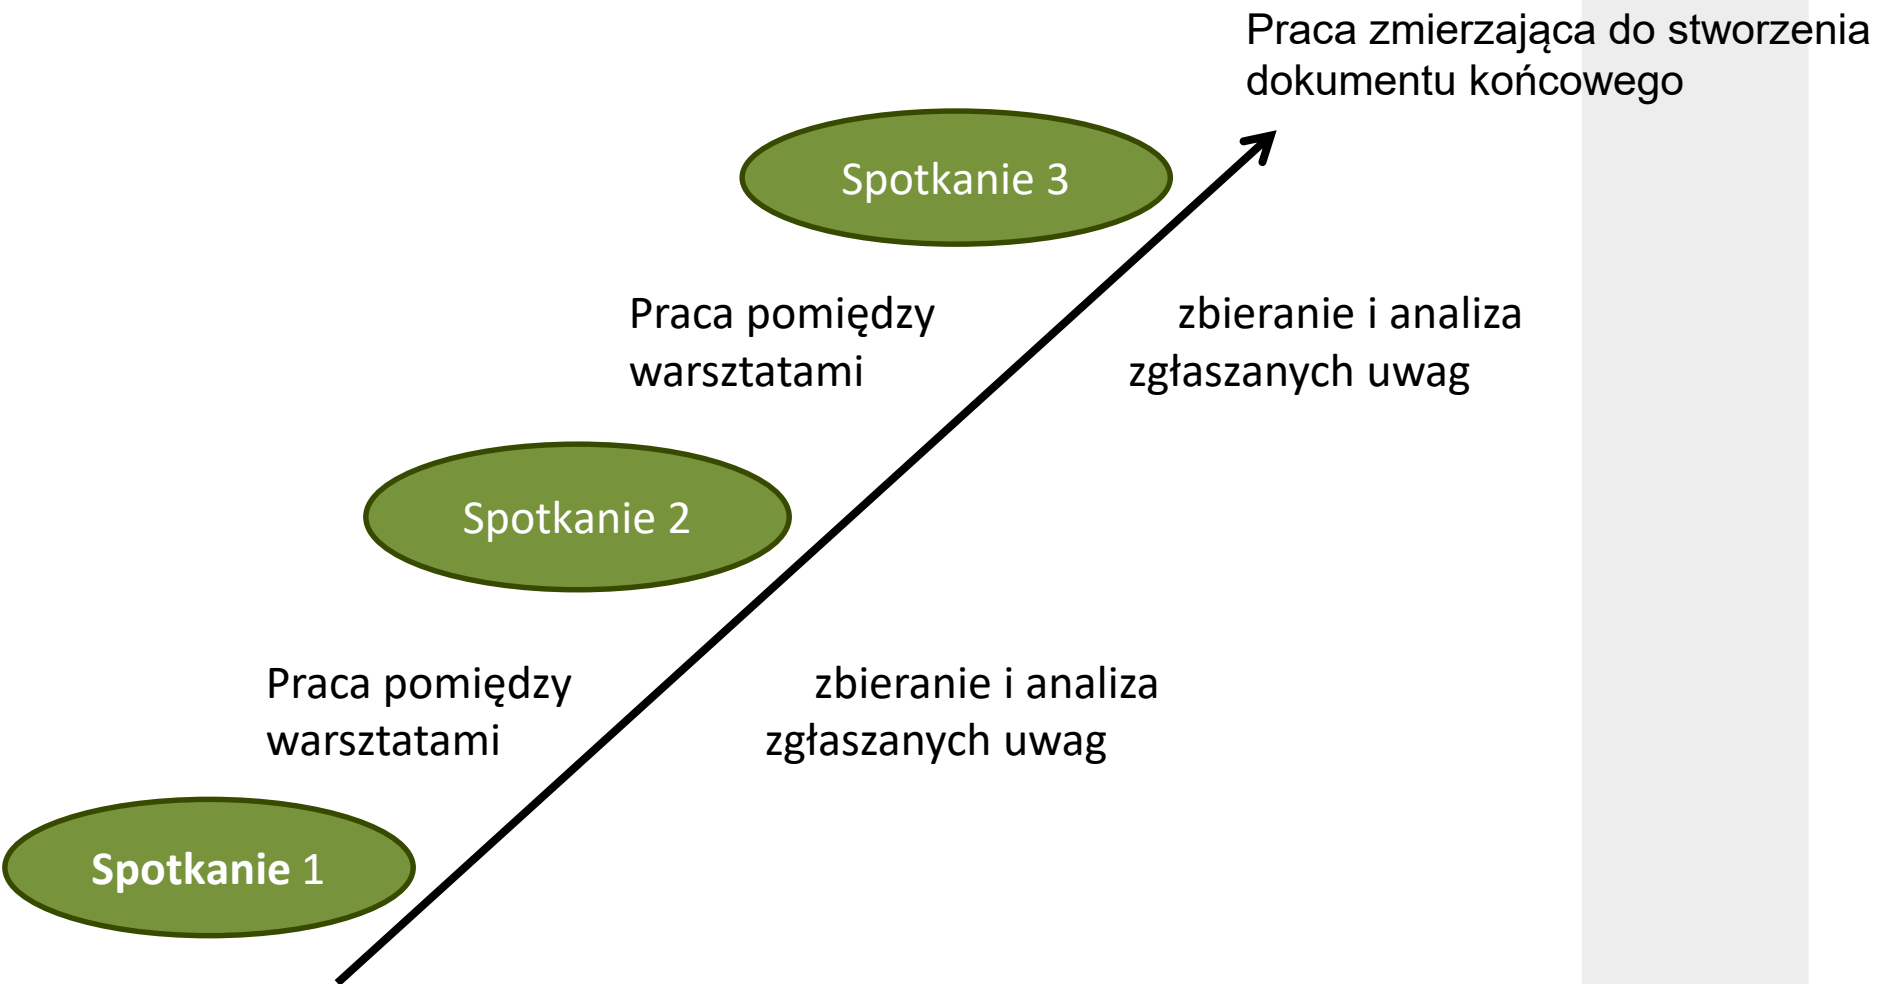 Praca zmierzająca do stworzenia
dokumentu końcowego
Spotkanie 3
Praca pomiędzy
warsztatami
zbieranie i analiza
zgłaszanych uwag
Spotkanie 2
Praca pomiędzy
warsztatami
zbieranie i analiza
zgłaszanych uwag
Spotkanie 1